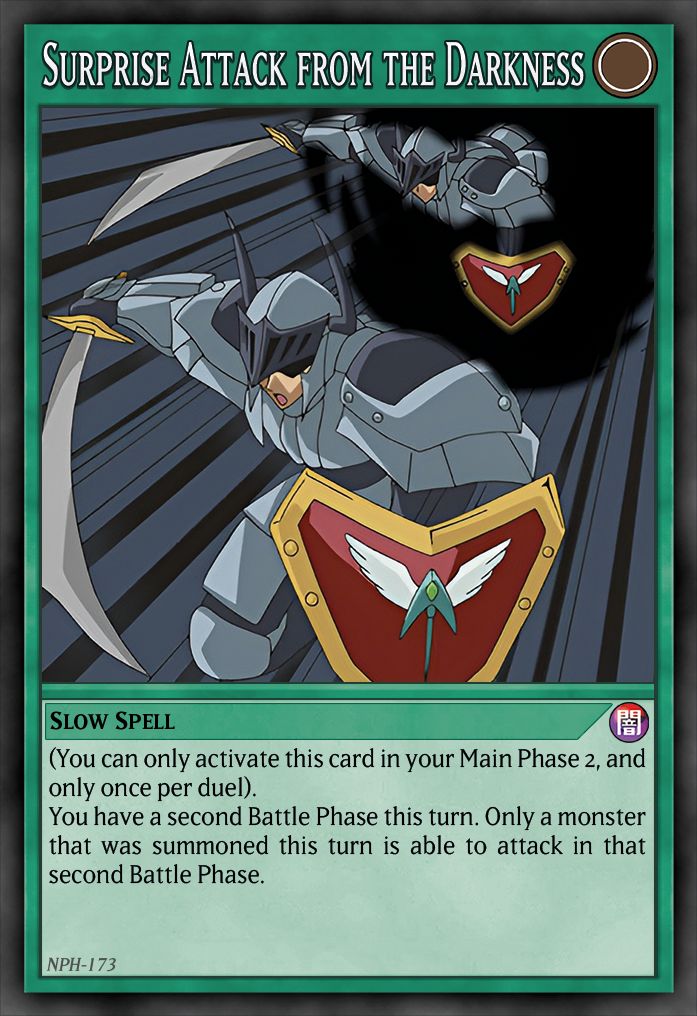 Surprise Attack from the Darkness
Slow Spell
闇
(You can only activate this card in your Main Phase 2, and
only once per duel).
You have a second Battle Phase this turn. Only a monster
that was summoned this turn is able to attack in that
second Battle Phase.
NPH-173